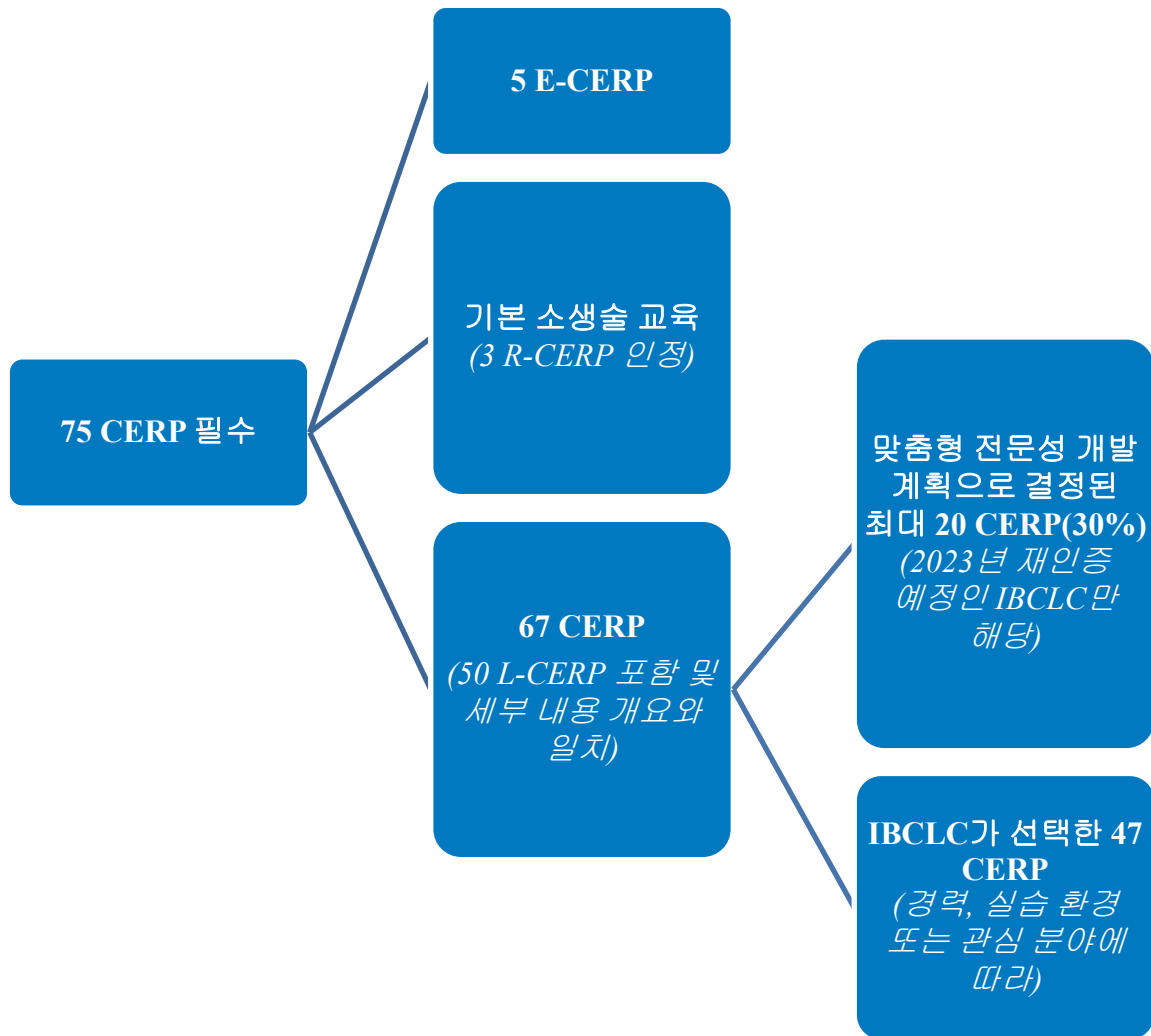 75 CERP 필수
5 E-CERP
기본 소생술 교육
(3 R-CERP 인정)
67 CERP
(50 L-CERP 포함 및
세부 내용 개요와
일치)
맞춤형 전문성 개발
계획으로 결정된
최대 20 CERP(30%)
(2023년 재인증
예정인 IBCLC만
해당)
IBCLC가 선택한 47
CERP
(경력, 실습 환경
또는 관심 분야에
따라)